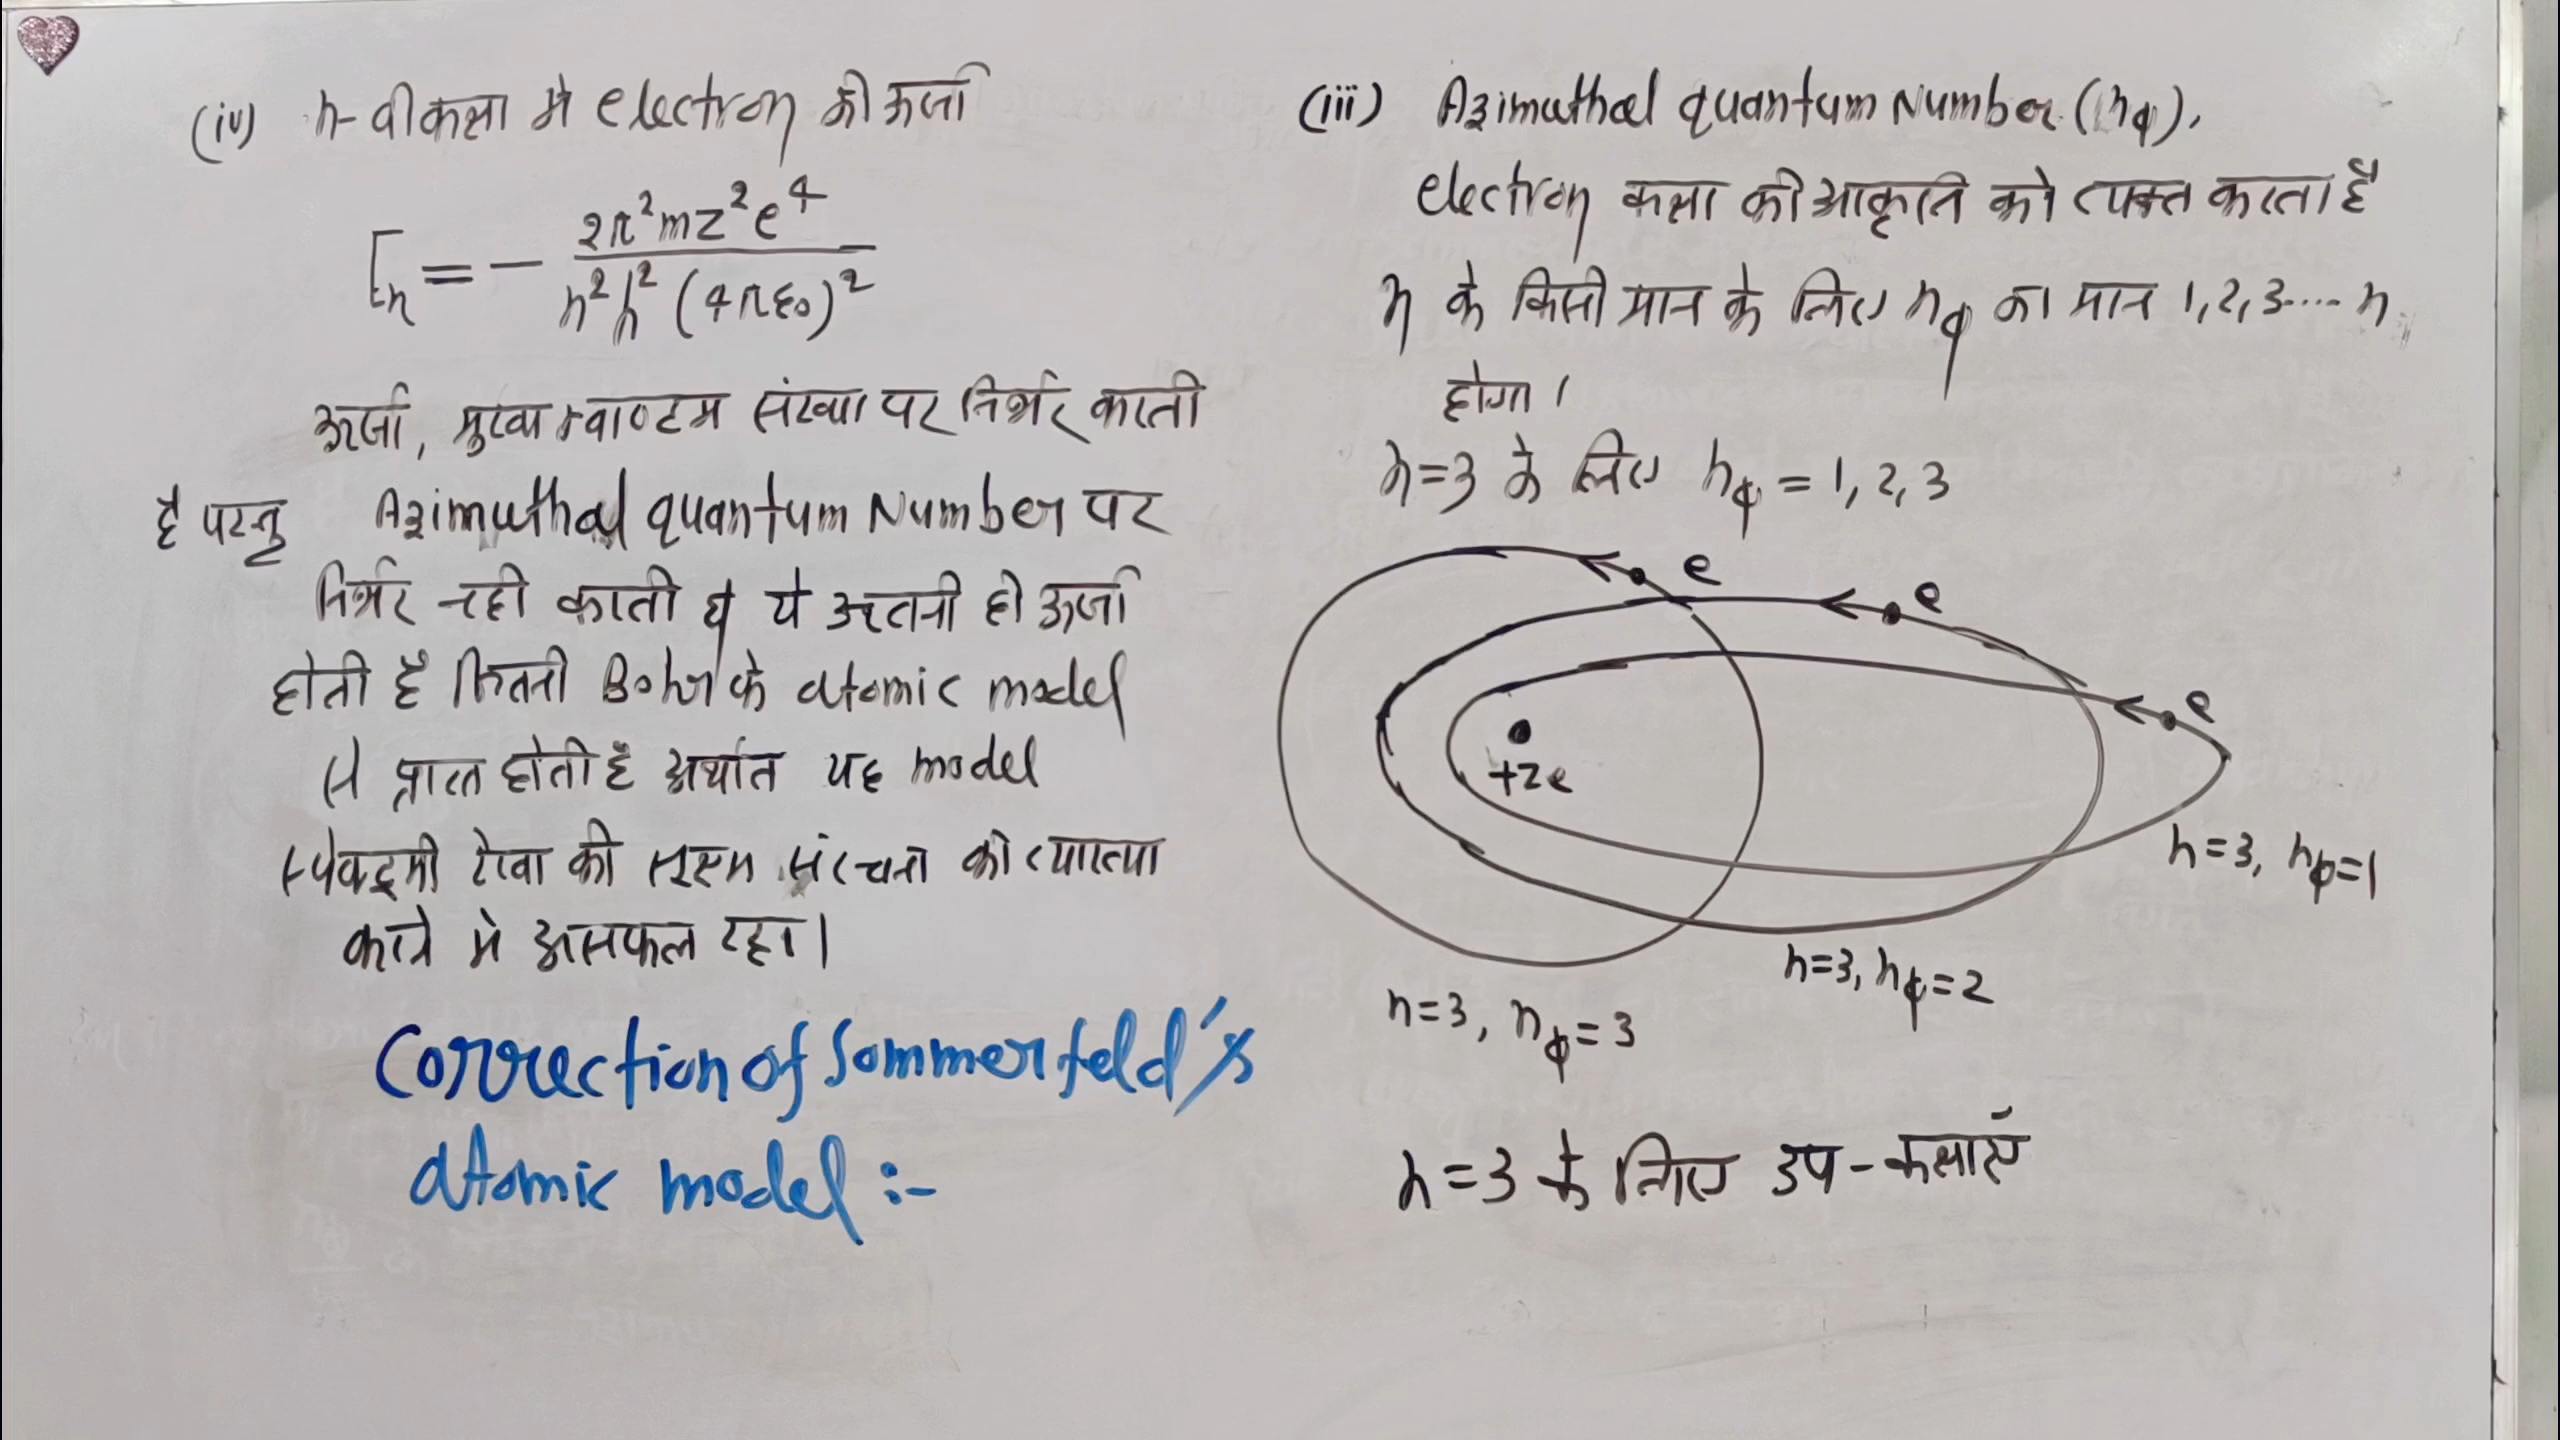 (iii) Azimuthal quantum Number (nϕ),
electron कक्षा की आकृति को व्यक्त करता है
n के किसी मान के लिए nϕ का मान 1, 2, 3.... n
होगा।
n=3 के लिए nϕ = 1, 2, 3
e
e
e
+ze
n=3, nϕ=1
n=3, nϕ=2
n=3, nϕ=3
n=3 के लिए उप-कक्षाएँ
(iv) n-वी कक्षा मे electron की ऊर्जा
En = - 2π²mz²e⁴ / n²h² (4πε₀)²
ऊर्जा, मुख्य क्वाण्टम संख्या पर निर्भर करती
है परन्तु Azimuthal quantum Number पर
निर्भर नही करती ये उतनी ही ऊर्जा
होती है जितनी Bohr के atomic model
से प्राप्त होती है अर्थात यह model
स्पेक्ट्रमी रेखा की सूक्ष्म संरचना की व्याख्या
करने मे असफल रहा।
Correction of Sommerfeld's
atomic model :-